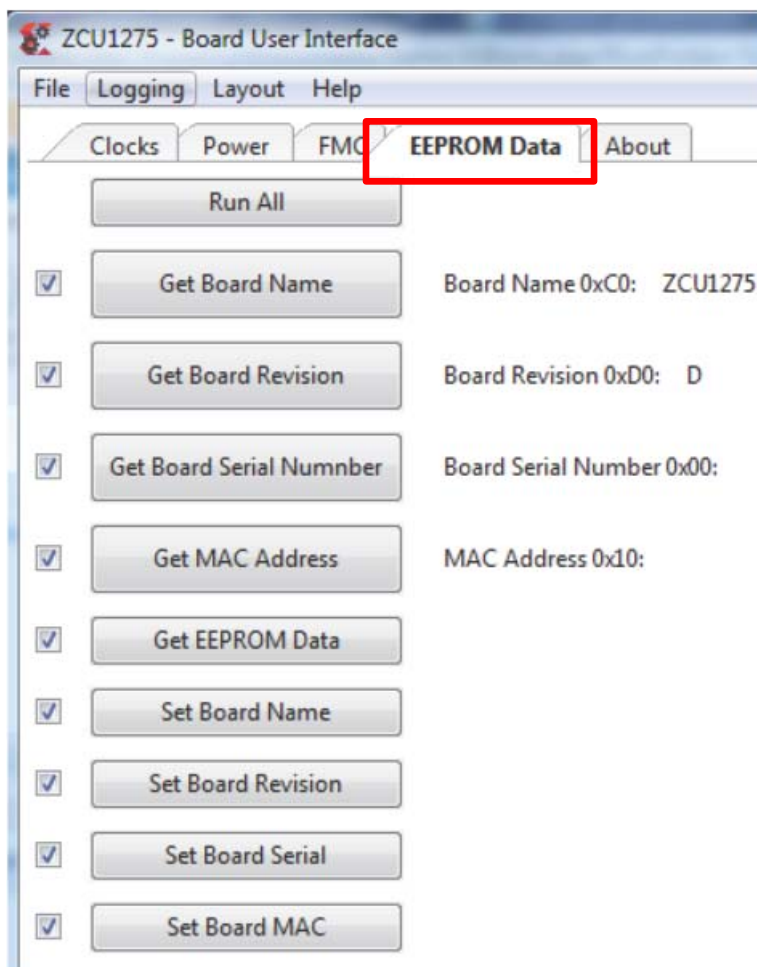 ZCU1275 - Board User Interface
File Logging Layout Help
Clocks Power FMC EEPROM Data About
Run All
Get Board Name Board Name 0xC0: ZCU1275
Get Board Revision Board Revision 0xD0: D
Get Board Serial Numnber Board Serial Number 0x00:
Get MAC Address MAC Address 0x10:
Get EEPROM Data
Set Board Name
Set Board Revision
Set Board Serial
Set Board MAC